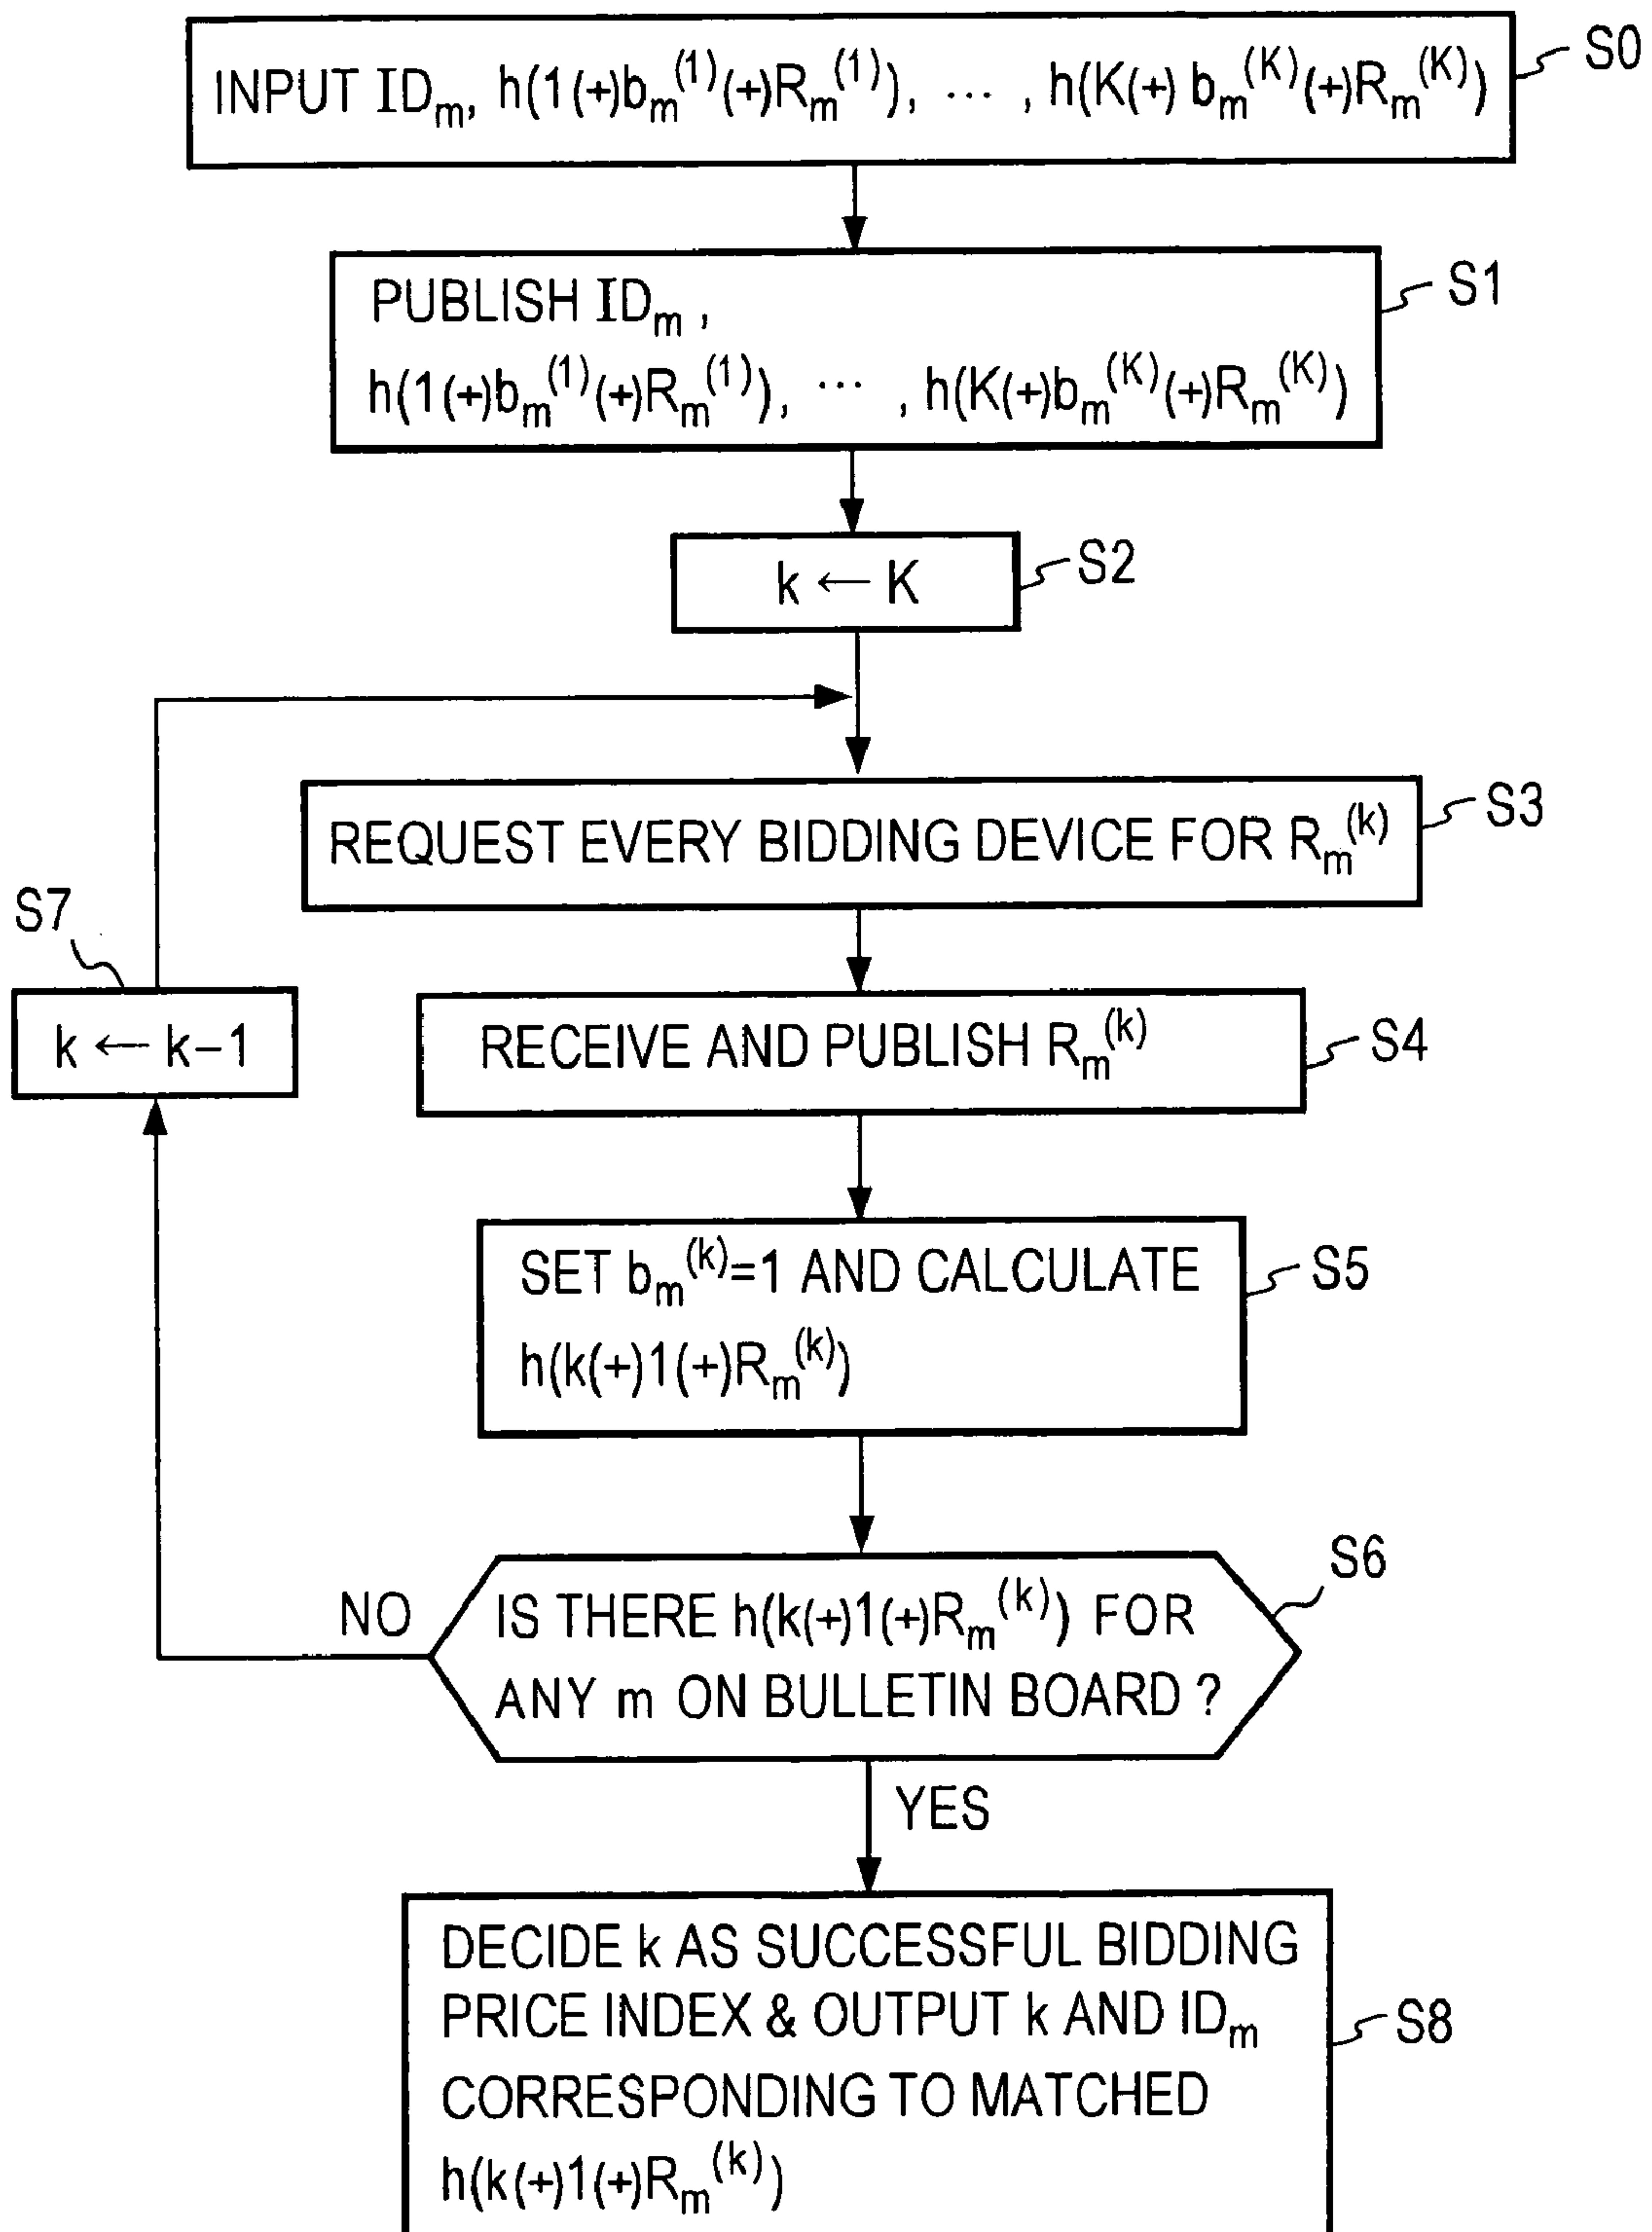 INPUT IDm, h(1(+)bm(1)(+)Rm(1)), ··· , h(K(+) bm(K)(+)Rm(K))
S0
PUBLISH IDm ,
h(1(+)bm(1)(+)Rm(1)), ··· , h(K(+)bm(K)(+)Rm(K))
S1
k ← K
S2
REQUEST EVERY BIDDING DEVICE FOR Rm(k)
S3
S7
k ← k−1
RECEIVE AND PUBLISH Rm(k)
S4
SET bm(k)=1 AND CALCULATE
h(k(+)1(+)Rm(k))
S5
S6
NO
IS THERE h(k(+)1(+)Rm(k)) FOR
ANY m ON BULLETIN BOARD ?
YES
DECIDE k AS SUCCESSFUL BIDDING
PRICE INDEX & OUTPUT k AND IDm
CORRESPONDING TO MATCHED
h(k(+)1(+)Rm(k))
S8